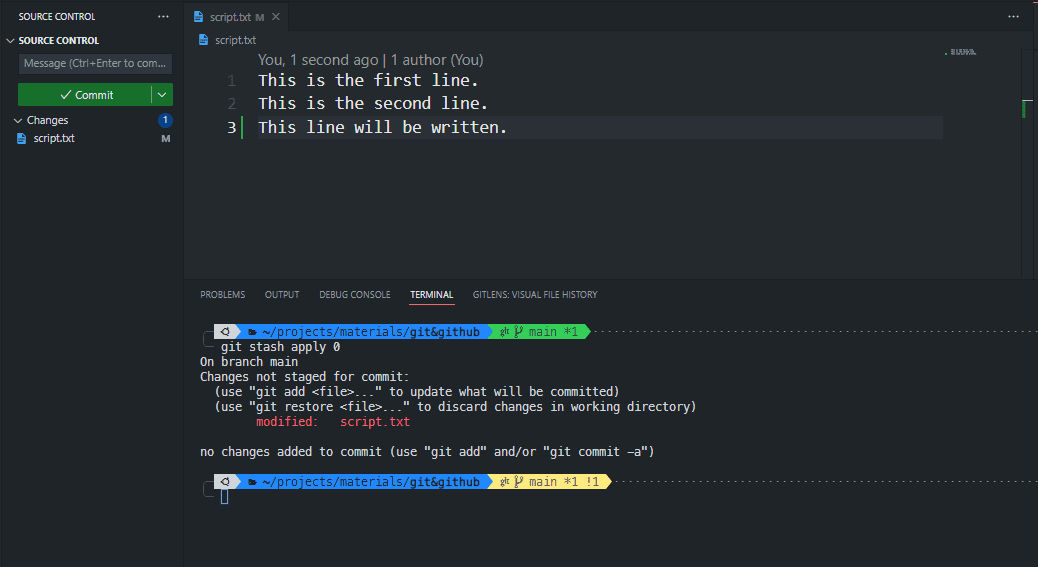 SOURCE CONTROL
SOURCE CONTROL
Message (Ctrl+Enter to com...
Commit
Changes 1
script.txt M
script.txt M
script.txt
You, 1 second ago | 1 author (You)
1 This is the first line.
2 This is the second line.
3 This line will be written.
PROBLEMS OUTPUT DEBUG CONSOLE TERMINAL GITLENS: VISUAL FILE HISTORY
~/projects/materials/git&github git main *1
git stash apply 0
On branch main
Changes not staged for commit:
(use "git add <file>..." to update what will be committed)
(use "git restore <file>..." to discard changes in working directory)
modified: script.txt
no changes added to commit (use "git add" and/or "git commit -a")
~/projects/materials/git&github git main *1 !1